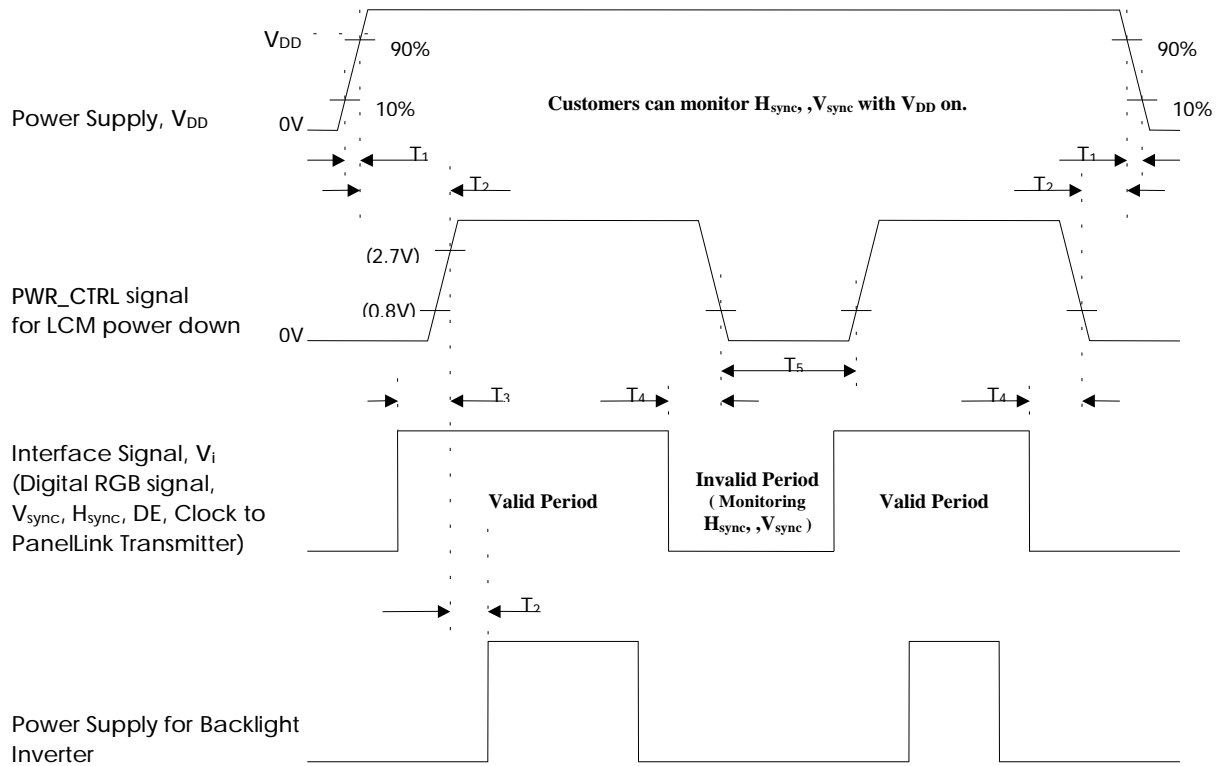 VDD
90%
90%
Customers can monitor Hsync, ,Vsync with VDD on.
10%
10%
Power Supply, VDD
0V
T1
T1
T2
T2
(2.7V)
PWR_CTRL signal
for LCM power down
(0.8V)
0V
T5
T3
T4
T4
Interface Signal, Vi
(Digital RGB signal,
Vsync, Hsync, DE, Clock to
PanelLink Transmitter)
Valid Period
Invalid Period
( Monitoring
Hsync, ,Vsync )
Valid Period
T2
Power Supply for Backlight
Inverter